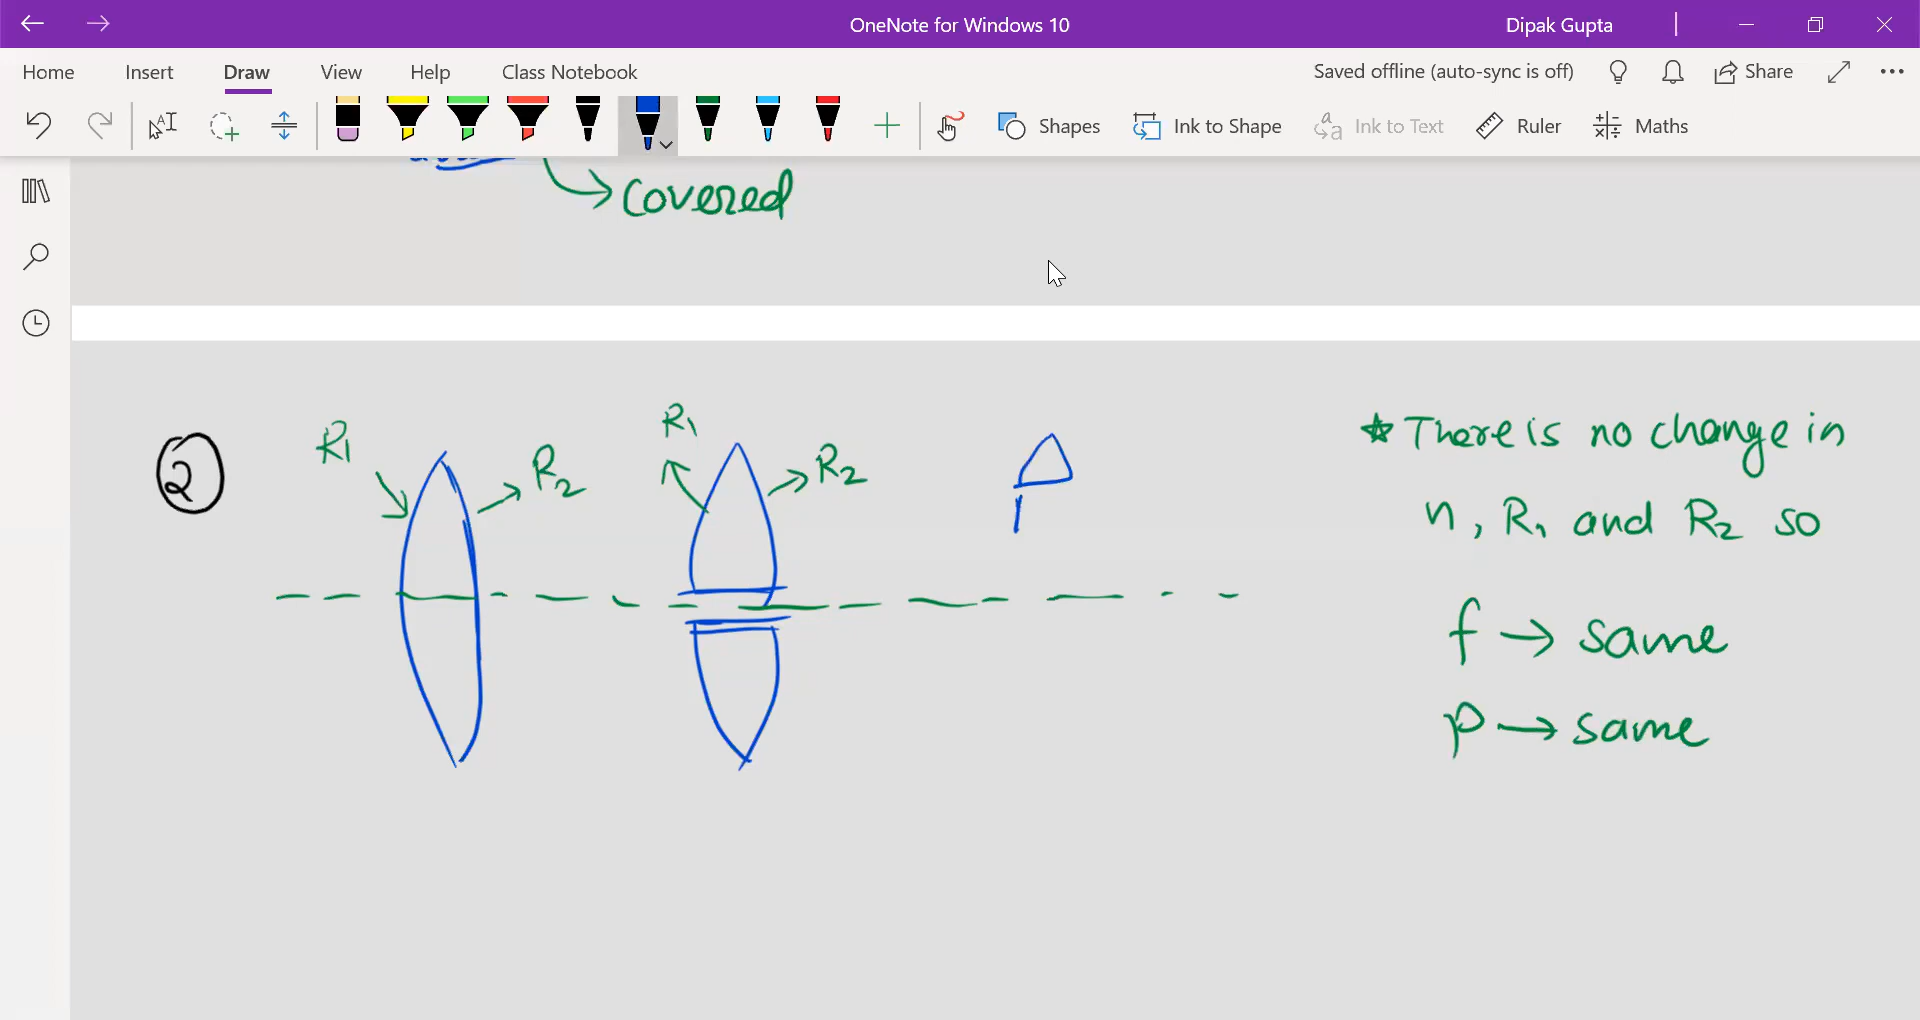 OneNote for Windows 10
Dipak Gupta
Home Insert Draw View Help Class Notebook
Saved offline (auto-sync is off) Share
Shapes Ink to Shape Ink to Text Ruler Maths
covered
2
R1 R2
R1 R2
There is no change in
n, R1 and R2 so
f → same
P → same